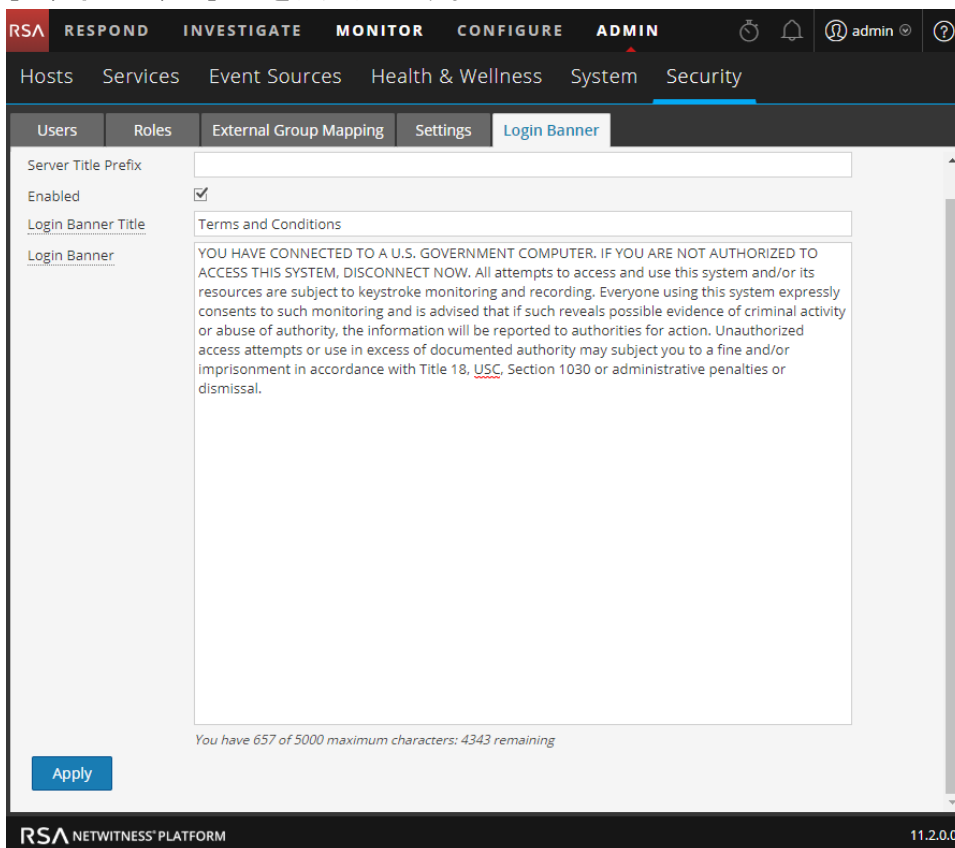 RSA RESPOND INVESTIGATE MONITOR CONFIGURE ADMIN admin ?
Hosts Services Event Sources Health & Wellness System Security
Users Roles External Group Mapping Settings Login Banner
Server Title Prefix
Enabled
Login Banner Title Terms and Conditions
Login Banner YOU HAVE CONNECTED TO A U.S. GOVERNMENT COMPUTER. IF YOU ARE NOT AUTHORIZED TO
ACCESS THIS SYSTEM, DISCONNECT NOW. All attempts to access and use this system and/or its
resources are subject to keystroke monitoring and recording. Everyone using this system expressly
consents to such monitoring and is advised that if such reveals possible evidence of criminal activity
or abuse of authority, the information will be reported to authorities for action. Unauthorized
access attempts or use in excess of documented authority may subject you to a fine and/or
imprisonment in accordance with Title 18, USC, Section 1030 or administrative penalties or
dismissal.
You have 657 of 5000 maximum characters: 4343 remaining
Apply
RSA NETWITNESS® PLATFORM 11.2.0.0